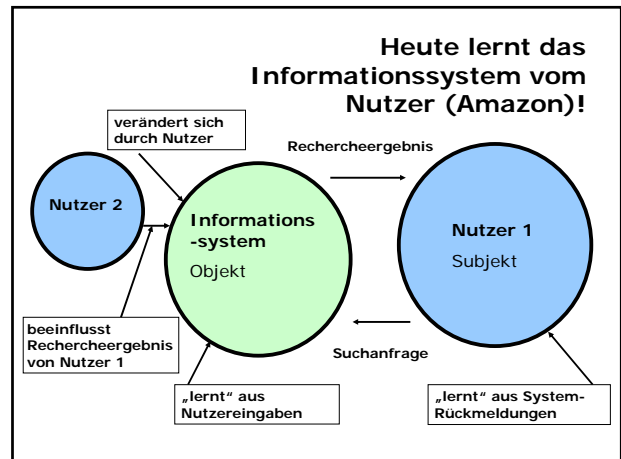 Heute lernt das
Informationssystem vom
Nutzer (Amazon)!
verändert sich
durch Nutzer
Rechercheergebnis
Nutzer 2
Informations
-system
Objekt
Nutzer 1
Subjekt
beeinflusst
Rechercheergebnis
von Nutzer 1
Suchanfrage
„lernt“ aus
Nutzereingaben
„lernt“ aus System-
Rückmeldungen